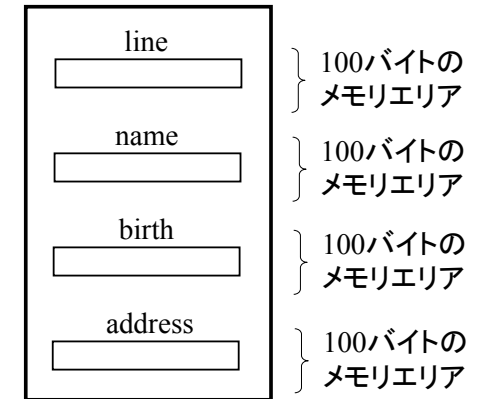 line
100バイトの
メモリエリア
name
100バイトの
メモリエリア
birth
100バイトの
メモリエリア
address
100バイトの
メモリエリア